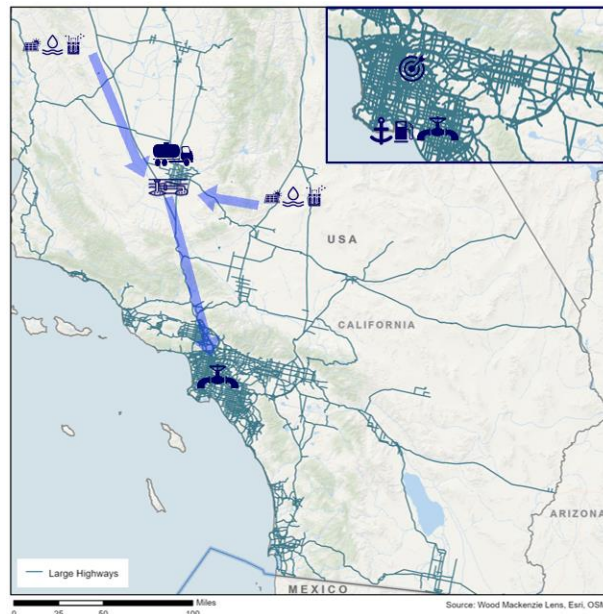 USA
CALIFORNIA
ARIZONA
MEXICO
Large Highways
Miles
0 25 50 100
Source: Wood Mackenzie Lens, Esri, OSM